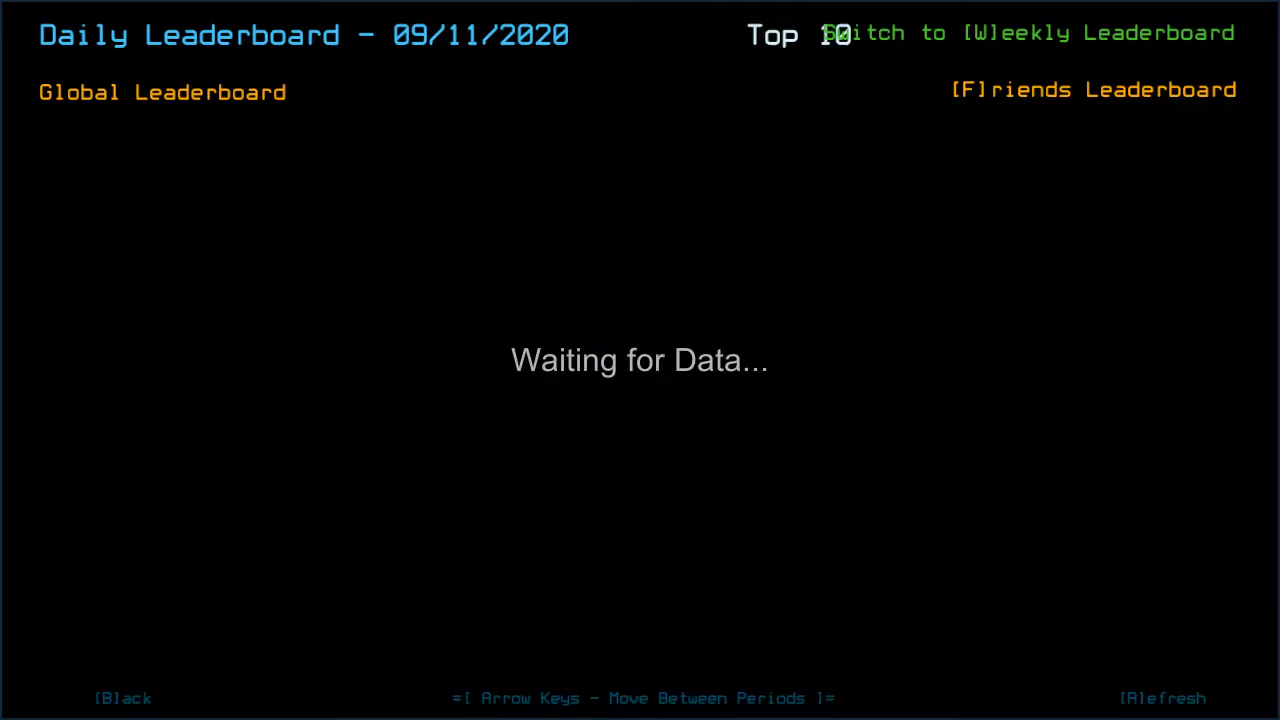 Daily Leaderboard - 09/11/2020
Top 10
Switch to [W]eekly Leaderboard
Global Leaderboard
[F]riends Leaderboard
Waiting for Data...
[B]ack
=[ Arrow Keys - Move Between Periods ]=
[R]efresh